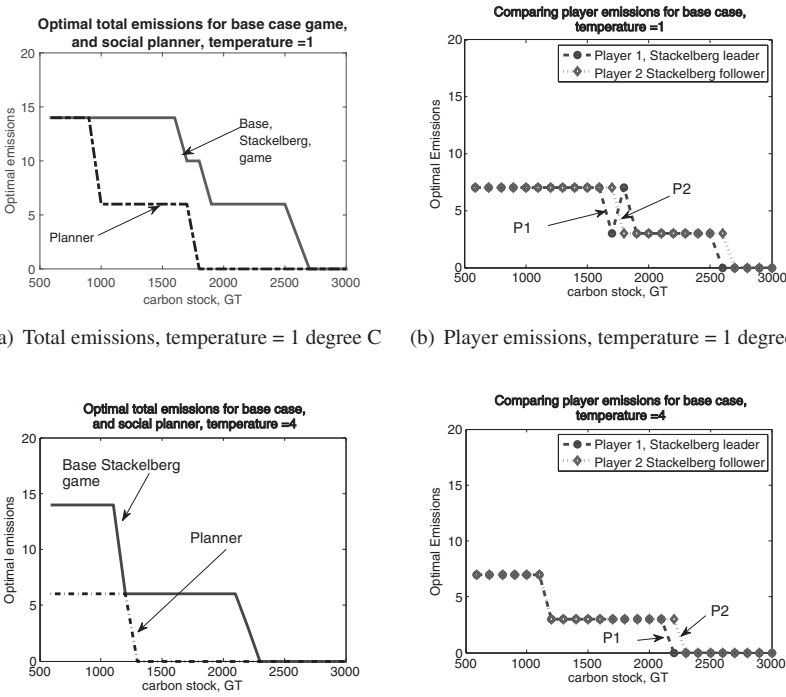 Optimal total emissions for base case game,
and social planner, temperature =1
20
15
10
5
0
Optimal emissions
Base,
Stackelberg,
game
Planner
500 1000 1500 2000 2500 3000
carbon stock, GT
a) Total emissions, temperature = 1 degree C
Comparing player emissions for base case,
temperature =1
20
15
10
5
0
Optimal Emissions
Player 1, Stackelberg leader
Player 2 Stackelberg follower
P1
P2
500 1000 1500 2000 2500 3000
carbon stock, GT
(b) Player emissions, temperature = 1 degree
Optimal total emissions for base case,
and social planner, temperature =4
20
15
10
5
0
Optimal emissions
Base Stackelberg
game
Planner
500 1000 1500 2000 2500 3000
carbon stock, GT
Comparing player emissions for base case,
temperature =4
20
15
10
5
0
Optimal Emissions
Player 1, Stackelberg leader
Player 2 Stackelberg follower
P1
P2
500 1000 1500 2000 2500 3000
carbon stock, GT